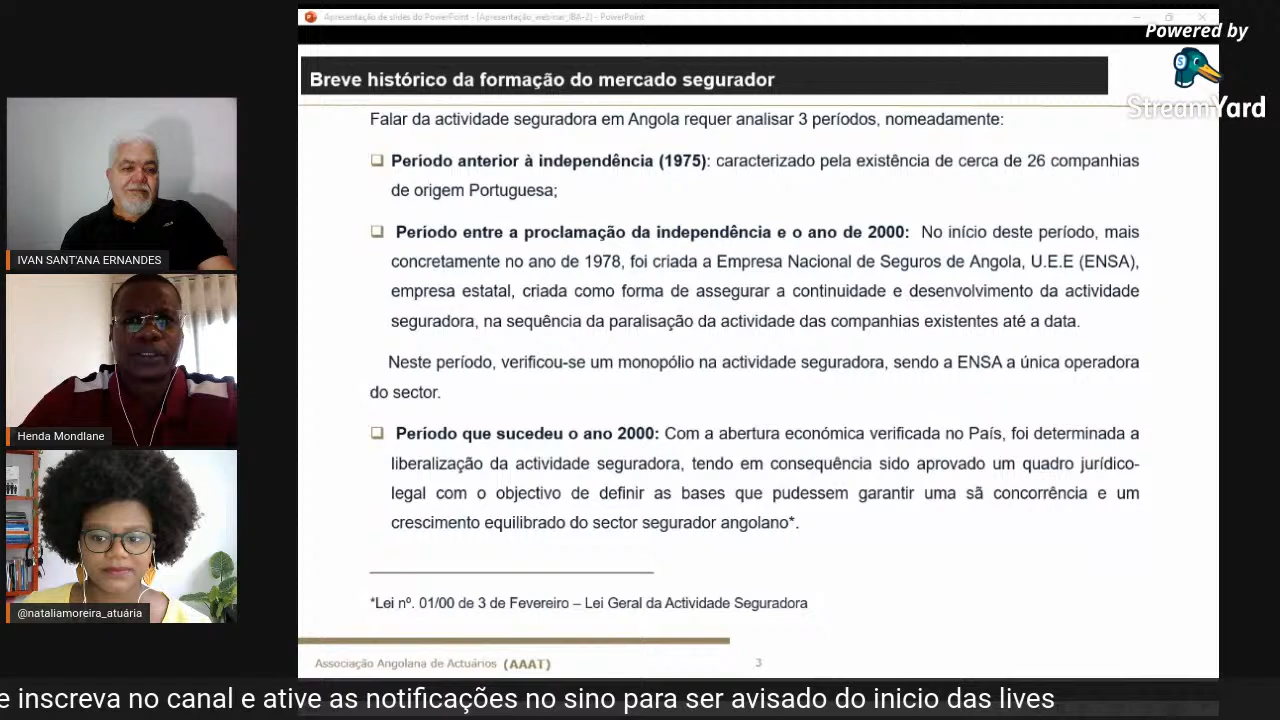 Apresentação de slides do PowerPoint - [Apresentação_webinar_IBA-2] - PowerPoint
Powered by
StreamYard
Breve histórico da formação do mercado segurador
Falar da actividade seguradora em Angola requer analisar 3 períodos, nomeadamente:
Período anterior à independência (1975): caracterizado pela existência de cerca de 26 companhias
de origem Portuguesa;
Período entre a proclamação da independência e o ano de 2000: No início deste período, mais
concretamente no ano de 1978, foi criada a Empresa Nacional de Seguros de Angola, U.E.E (ENSA),
empresa estatal, criada como forma de assegurar a continuidade e desenvolvimento da actividade
seguradora, na sequência da paralisação da actividade das companhias existentes até a data.
Neste período, verificou-se um monopólio na actividade seguradora, sendo a ENSA a única operadora
do sector.
Período que sucedeu o ano 2000: Com a abertura económica verificada no País, foi determinada a
liberalização da actividade seguradora, tendo em consequência sido aprovado um quadro jurídico-
legal com o objectivo de definir as bases que pudessem garantir uma sã concorrência e um
crescimento equilibrado do sector segurador angolano*.
*Lei nº. 01/00 de 3 de Fevereiro – Lei Geral da Actividade Seguradora
Associação Angolana de Actuários (AAAT)
3
IVAN SANT'ANA ERNANDES
Henda Mondlane
@nataliamoreira_atuária
e inscreva no canal e ative as notificações no sino para ser avisado do inicio das lives